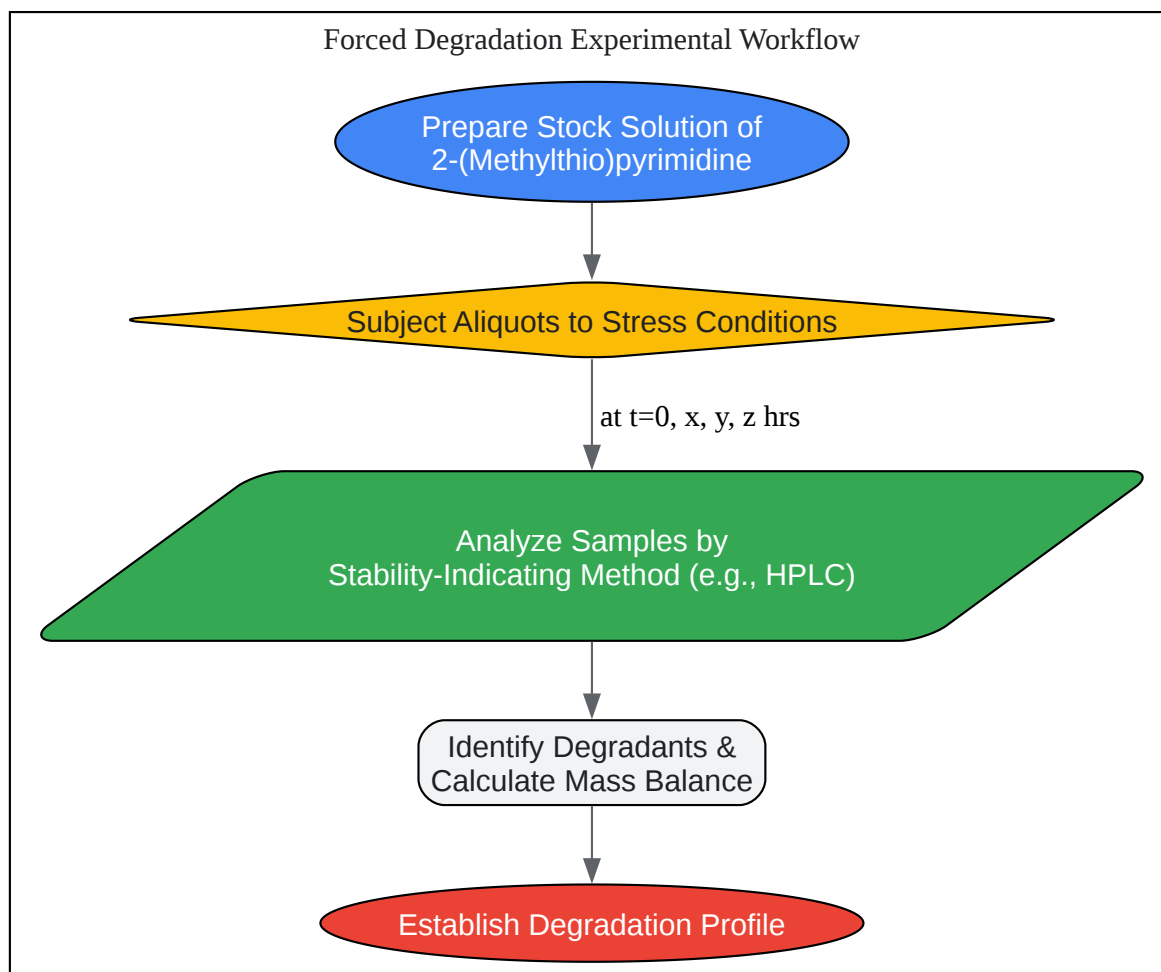 Forced Degradation Experimental Workflow
Prepare Stock Solution of
2-(Methylthio)pyrimidine
Subject Aliquots to Stress Conditions
at t=0, x, y, z hrs
Analyze Samples by
Stability-Indicating Method (e.g., HPLC)
Identify Degradants &
Calculate Mass Balance
Establish Degradation Profile